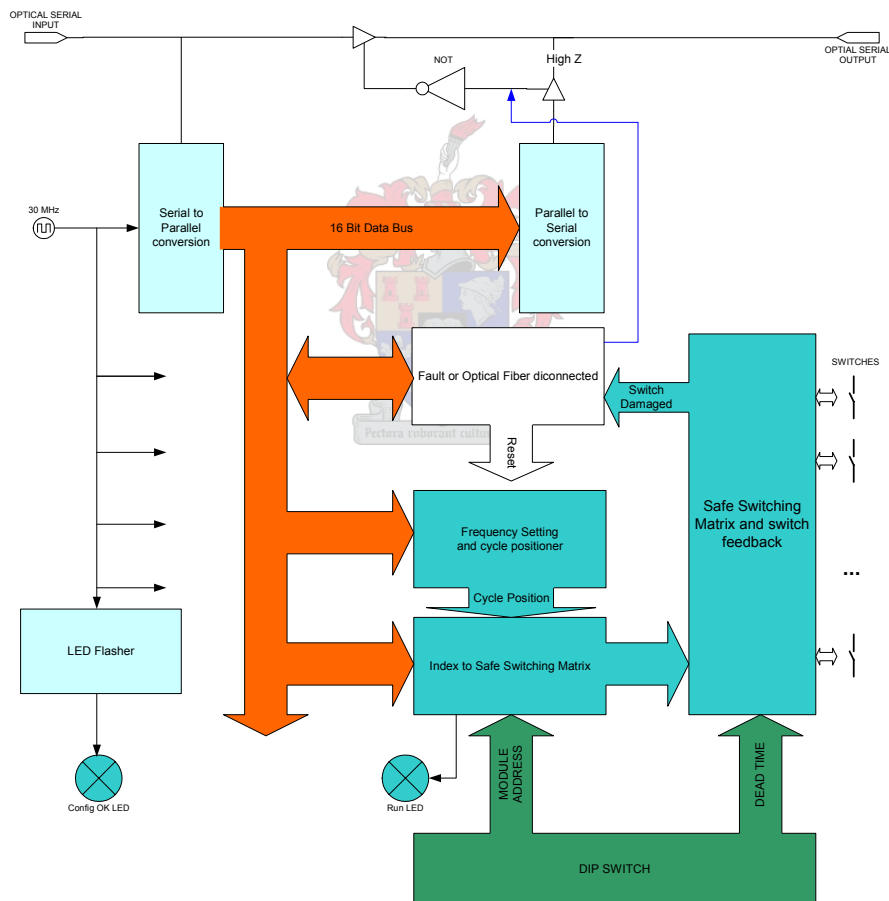 OPTICAL SERIAL
INPUT
OPTIAL SERIAL
OUTPUT
NOT
High Z
30 MHz
Serial to
Parallel
conversion
16 Bit Data Bus
Parallel to
Serial
conversion
Fault or Optical Fiber diconnected
Switch
Damaged
SWITCHES
Pectora roborant cultus
Reset
Safe Switching
Matrix and switch
feedback
Frequency Setting
and cycle positioner
...
Cycle Position
LED Flasher
Index to Safe Switching Matrix
MODULE
ADDRESS
DEAD TIME
Config OK LED
Run LED
DIP SWITCH